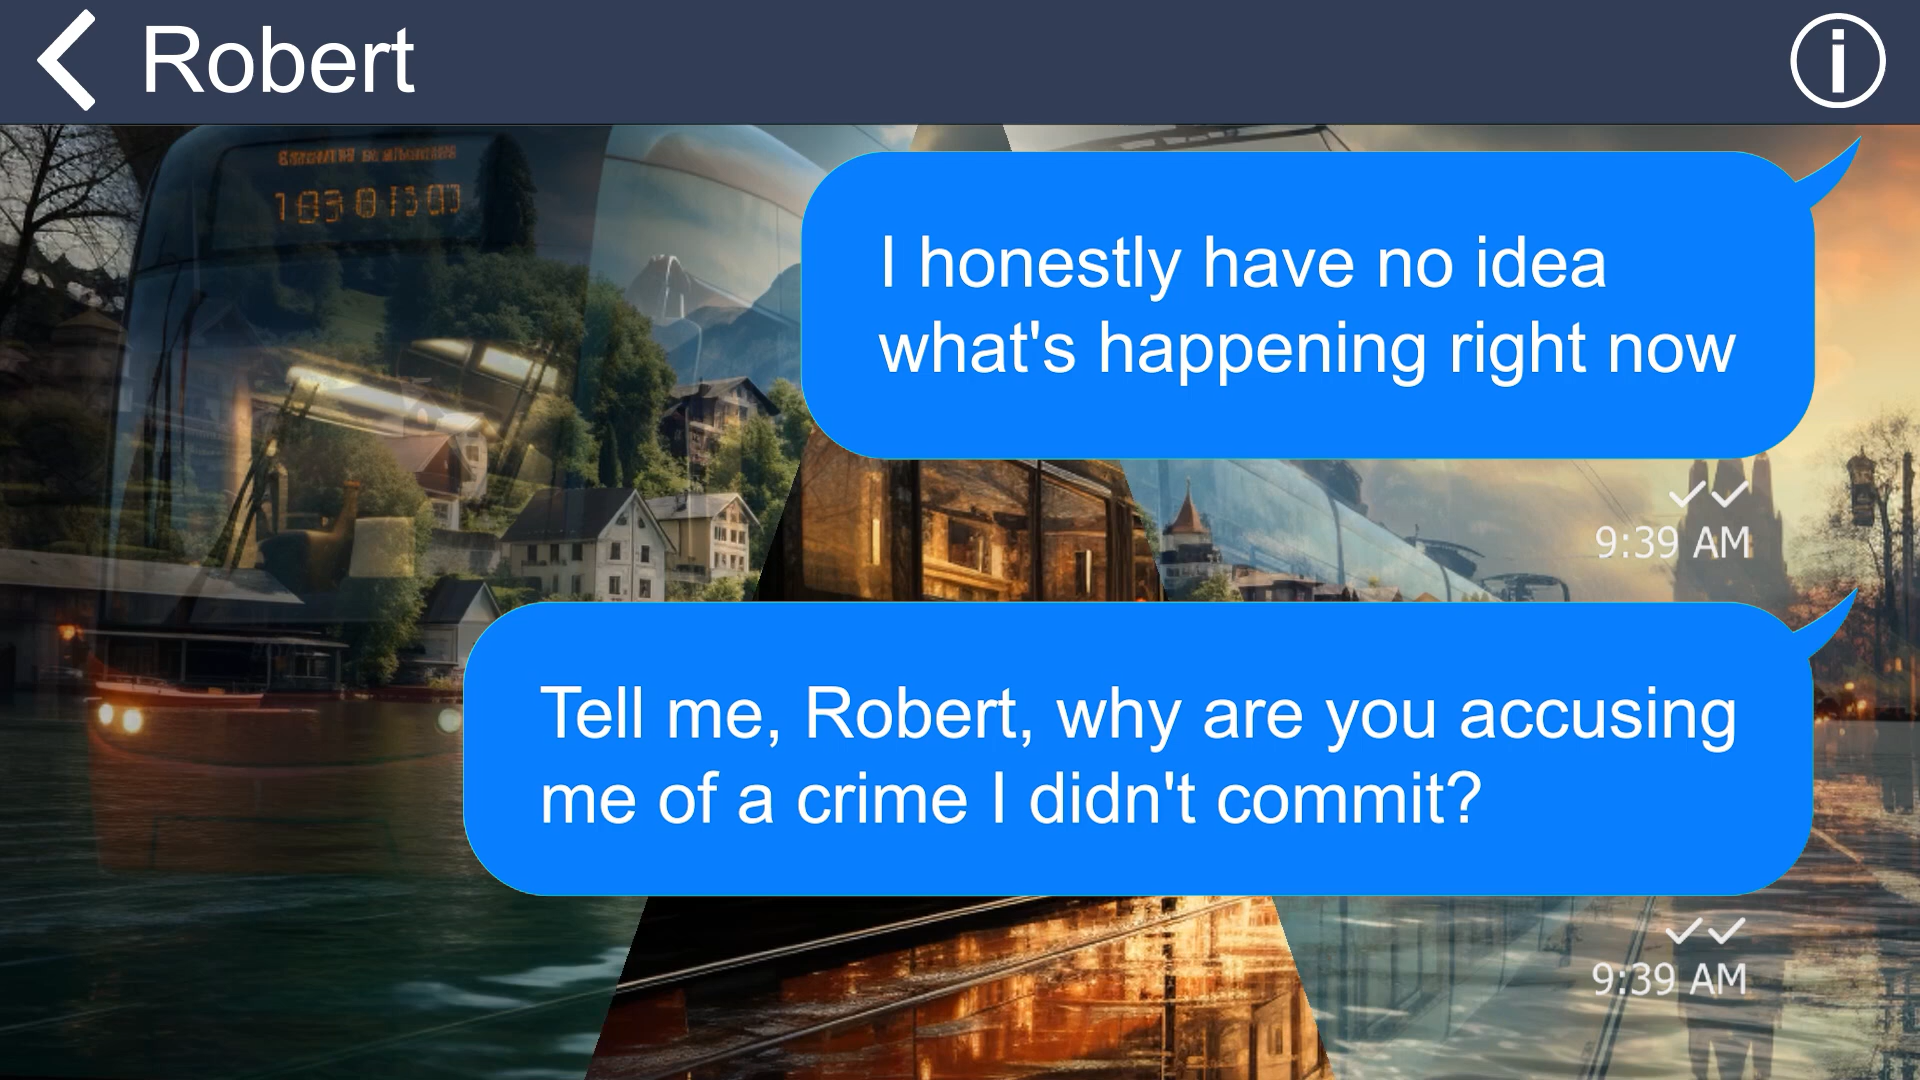 Robert
I honestly have no idea
what's happening right now
9:39 AM
Tell me, Robert, why are you accusing
me of a crime I didn't commit?
9:39 AM